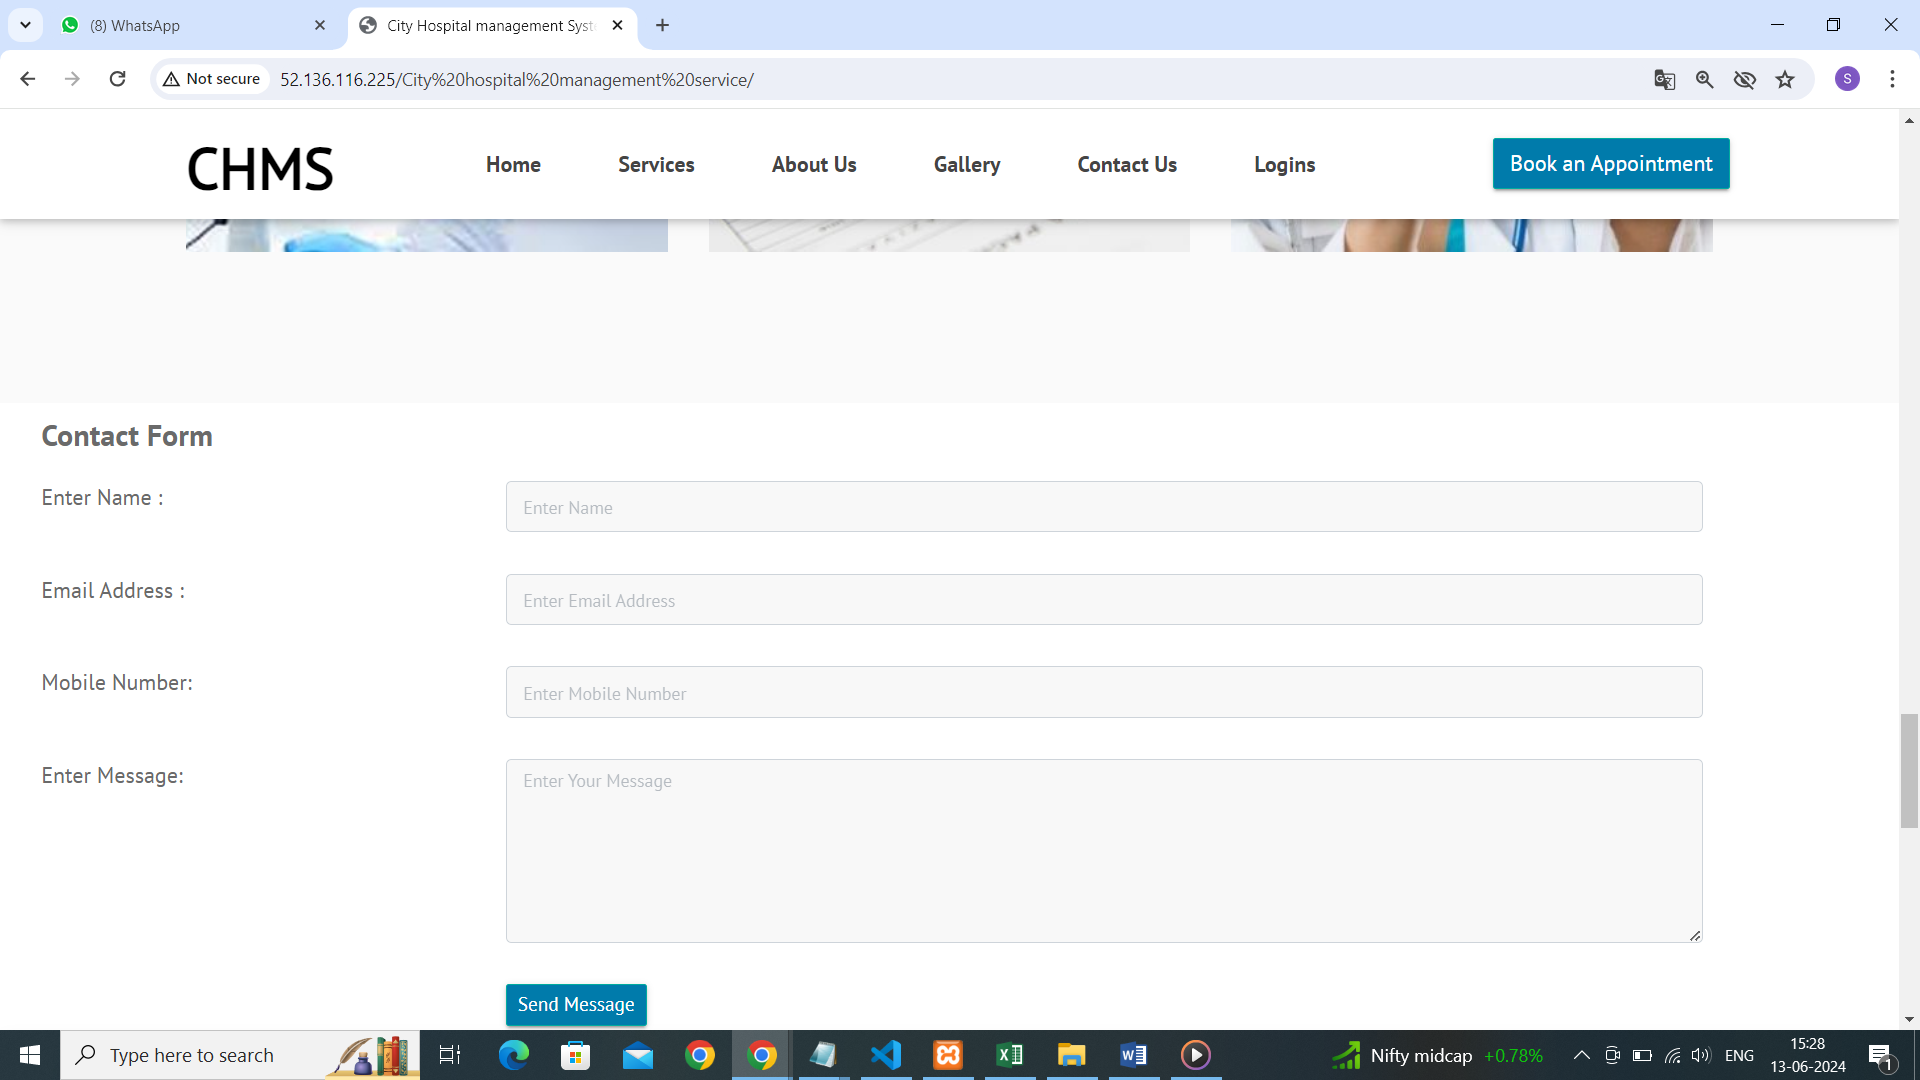 (8) WhatsApp
City Hospital management Syst
Not secure
52.136.116.225/City%20hospital%20management%20service/
S
CHMS
Home
Services
About Us
Gallery
Contact Us
Logins
Book an Appointment
Contact Form
Enter Name :
Enter Name
Email Address :
Enter Email Address
Mobile Number:
Enter Mobile Number
Enter Message:
Enter Your Message
Send Message
Type here to search
Nifty midcap +0.78%
ENG
15:28
13-06-2024
1